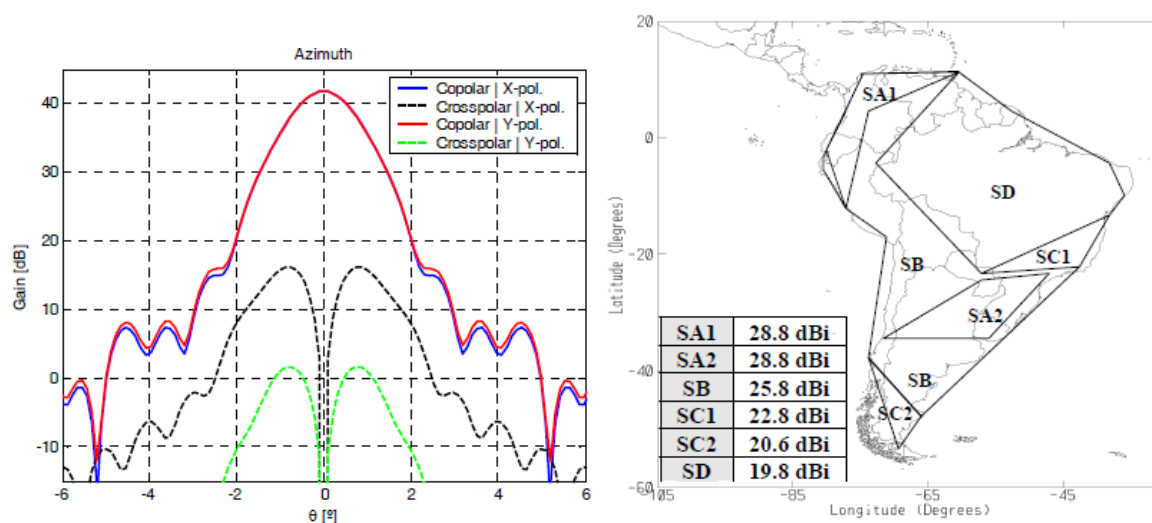 Azimuth
Gain [dB]
40
30
20
10
0
-10
-6
-4
-2
0
2
4
6
θ [º]
Copolar | X-pol.
Crosspolar | X-pol.
Copolar | Y-pol.
Crosspolar | Y-pol.
20
0
-20
-40
-60
Latitude (Degrees)
-105
-85
-65
-45
Longitude (Degrees)
SA1
SD
SB
SC1
SA2
SB
SC2
SA1 28.8 dBi
SA2 28.8 dBi
SB 25.8 dBi
SC1 22.8 dBi
SC2 20.6 dBi
SD 19.8 dBi